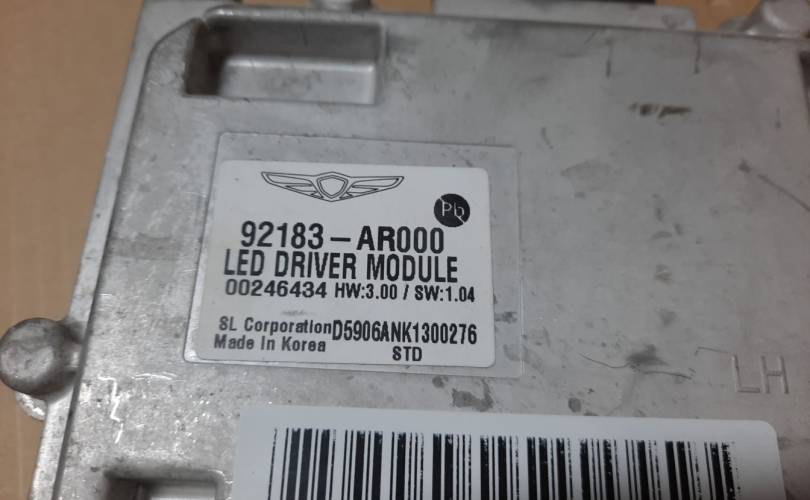 Pb
92183-AR000
LED DRIVER MODULE
00246434 HW:3.00 / SW:1.04
SL Corporation D5906ANK1300276
Made In Korea STD
LH